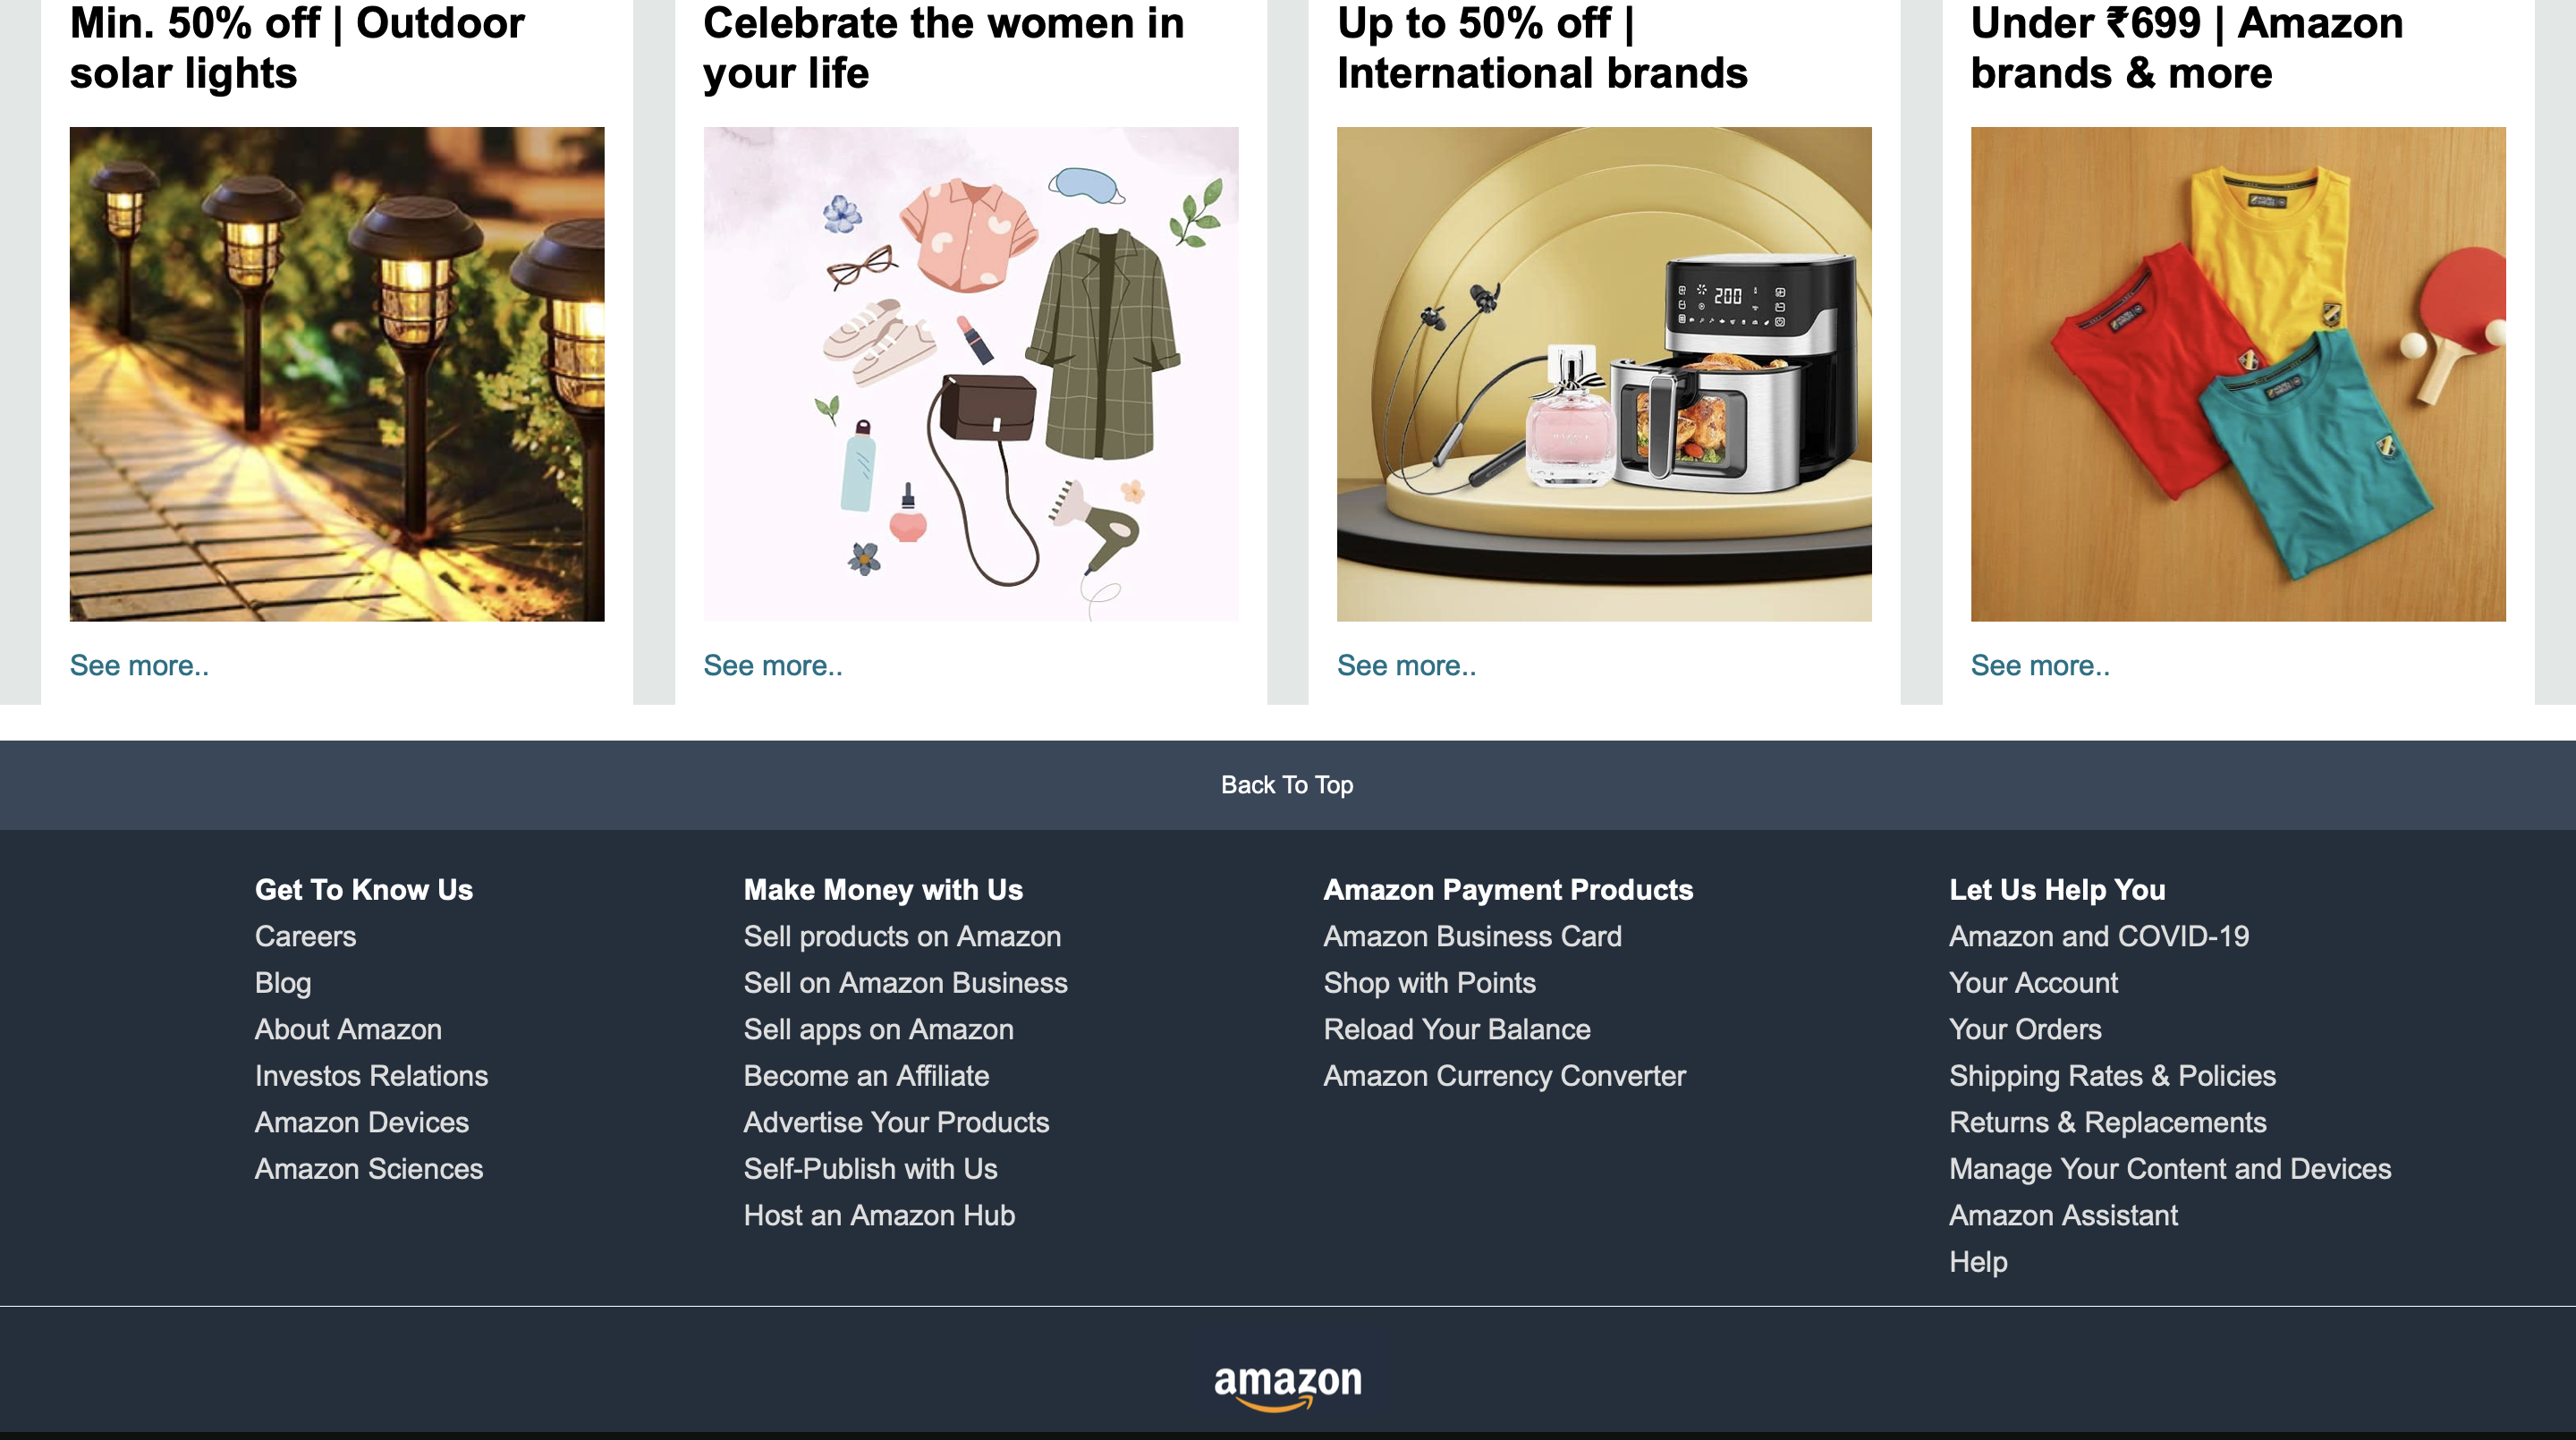 Min. 50% off | Outdoor
solar lights
Celebrate the women in
your life
Up to 50% off |
International brands
Under ₹699 | Amazon
brands & more
200
See more..
See more..
See more..
See more..
Back To Top
Get To Know Us
Careers
Blog
About Amazon
Investos Relations
Amazon Devices
Amazon Sciences
Make Money with Us
Sell products on Amazon
Sell on Amazon Business
Sell apps on Amazon
Become an Affiliate
Advertise Your Products
Self-Publish with Us
Host an Amazon Hub
Amazon Payment Products
Amazon Business Card
Shop with Points
Reload Your Balance
Amazon Currency Converter
Let Us Help You
Amazon and COVID-19
Your Account
Your Orders
Shipping Rates & Policies
Returns & Replacements
Manage Your Content and Devices
Amazon Assistant
Help
amazon